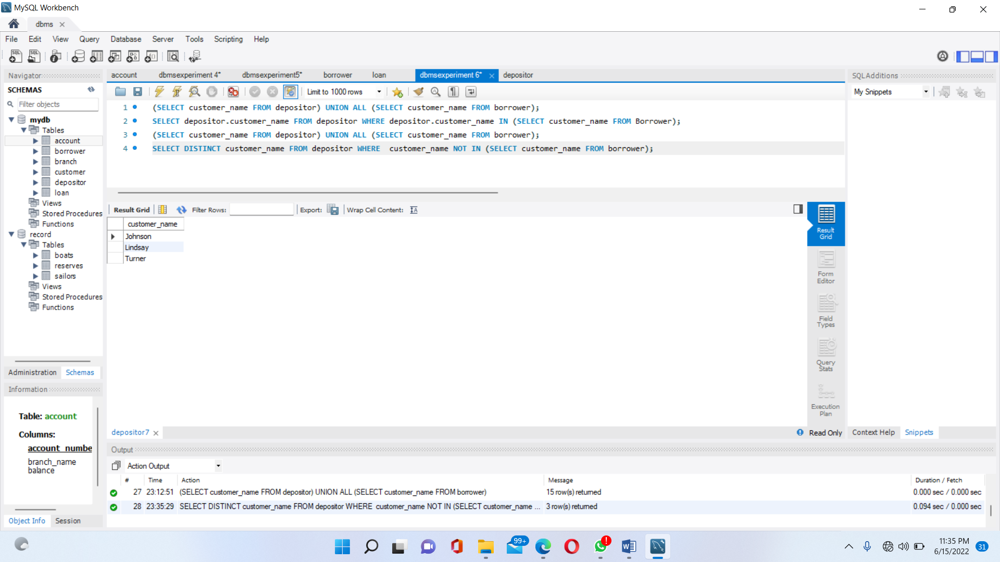 MySQL Workbench
dbms
File Edit View Query Database Server Tools Scripting Help
Navigator
SCHEMAS
Filter objects
mydb
Tables
account
borrower
branch
customer
depositor
loan
Views
Stored Procedures
Functions
record
Tables
boats
reserves
sailors
Views
Stored Procedures
Functions
Administration Schemas
Information
Table: account
Columns:
account_numbe
branch_name
balance
Object Info Session
account dbmsexperiment 4* dbmsexperiment5* borrower loan dbmsexperiment 6* depositor
Limit to 1000 rows
1 (SELECT customer_name FROM depositor) UNION ALL (SELECT customer_name FROM borrower);
2 SELECT depositor.customer_name FROM depositor WHERE depositor.customer_name IN (SELECT customer_name FROM Borrower);
3 (SELECT customer_name FROM depositor) UNION ALL (SELECT customer_name FROM borrower);
4 SELECT DISTINCT customer_name FROM depositor WHERE  customer_name NOT IN (SELECT customer_name FROM borrower);
Result Grid Filter Rows: Export: Wrap Cell Content:
customer_name
Johnson
Lindsay
Turner
Result
Grid
Form
Editor
Field
Types
Query
Stats
Execution
Plan
depositor7
Read Only
SQLAdditions
My Snippets
Context Help Snippets
Output
Action Output
# Time Action Message Duration / Fetch
27 23:12:51 (SELECT customer_name FROM depositor) UNION ALL (SELECT customer_name FROM borrower) 15 row(s) returned 0.000 sec / 0.000 sec
28 23:35:29 SELECT DISTINCT customer_name FROM depositor WHERE  customer_name NOT IN (SELECT customer_name ... 3 row(s) returned 0.094 sec / 0.000 sec
99+
11:35 PM
6/15/2022
31